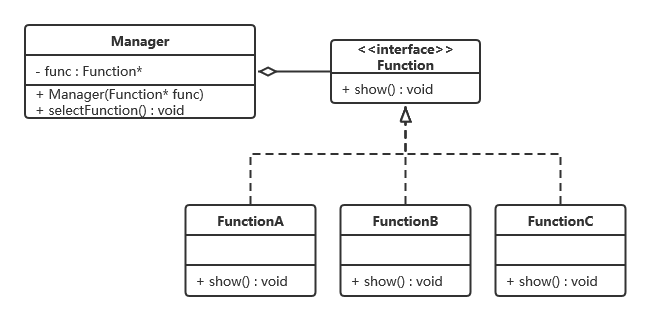 Manager
- func : Function*
+ Manager(Function* func)
+ selectFunction() : void
<<interface>>
Function
+ show() : void
FunctionA
+ show() : void
FunctionB
+ show() : void
FunctionC
+ show() : void